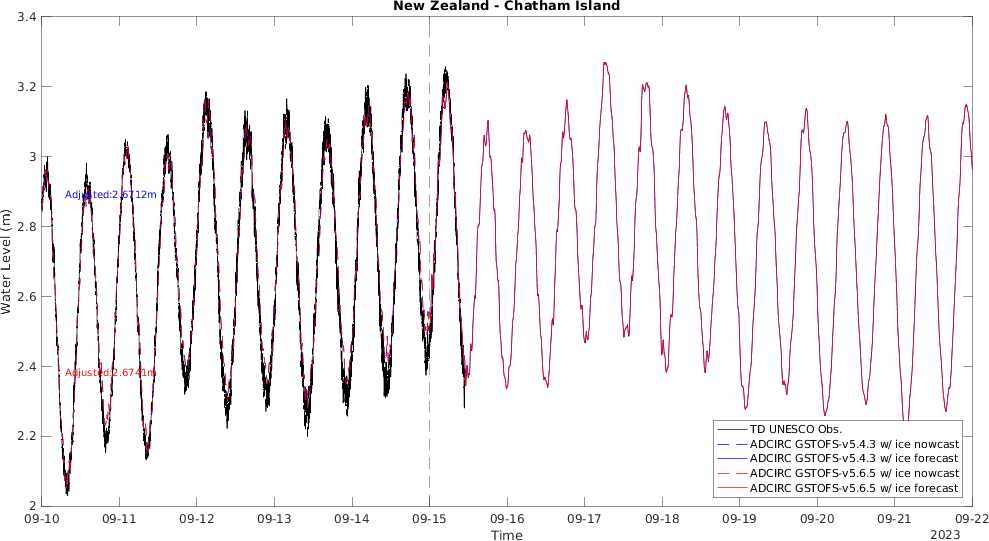 New Zealand - Chatham Island
3.4
3.2
3
2.8
2.6
2.4
2.2
2
Water Level (m)
Adjusted:2.6712m
Adjusted:2.6741m
TD UNESCO Obs.
ADCIRC GSTOFS-v5.4.3 w/ ice nowcast
ADCIRC GSTOFS-v5.4.3 w/ ice forecast
ADCIRC GSTOFS-v5.6.5 w/ ice nowcast
ADCIRC GSTOFS-v5.6.5 w/ ice forecast
09-10 09-11 09-12 09-13 09-14 09-15 09-16 09-17 09-18 09-19 09-20 09-21 09-22
Time
2023